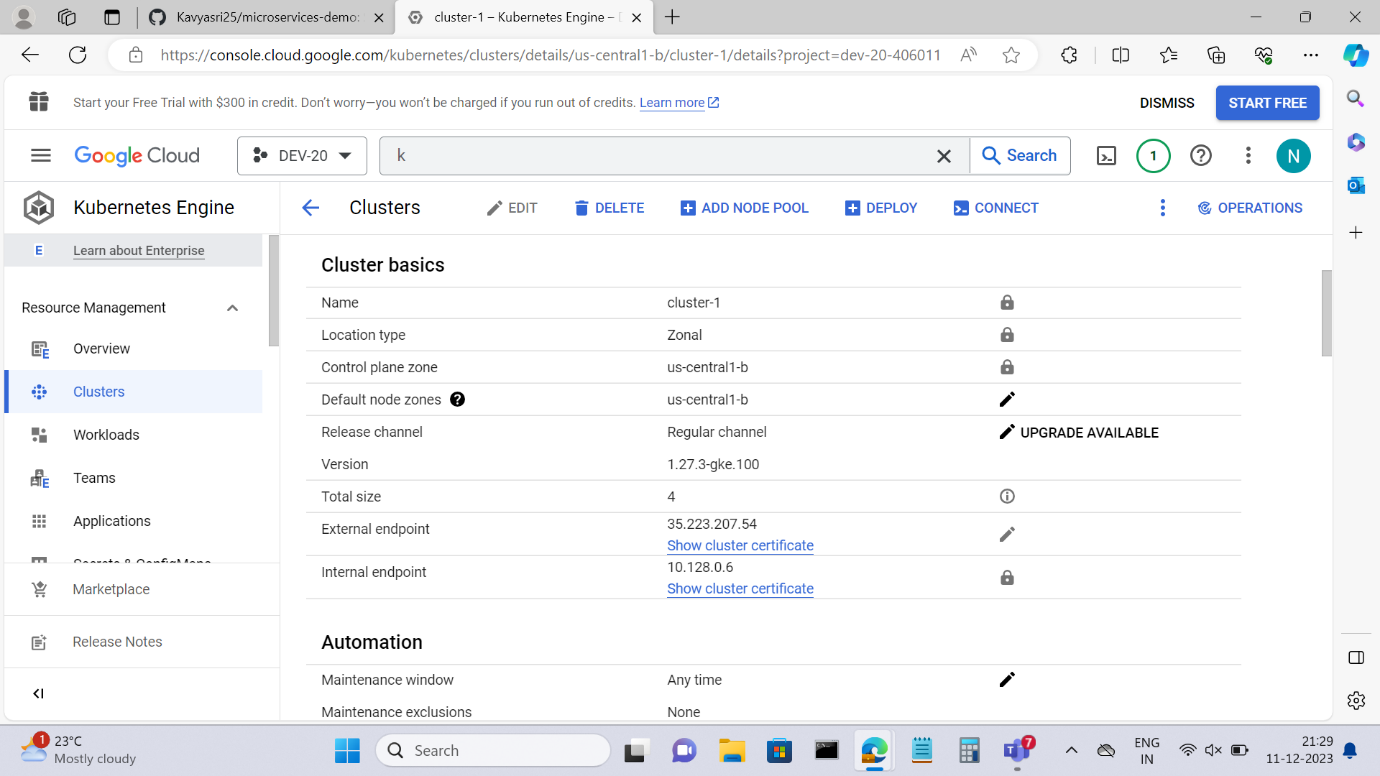 Kavyasri25/microservices-demo:
cluster-1 – Kubernetes Engine –
https://console.cloud.google.com/kubernetes/clusters/details/us-central1-b/cluster-1/details?project=dev-20-406011
Start your Free Trial with $300 in credit. Don't worry—you won't be charged if you run out of credits. Learn more
DISMISS
START FREE
Google Cloud
DEV-20
k
Search
1
N
Kubernetes Engine
Clusters
EDIT
DELETE
ADD NODE POOL
DEPLOY
CONNECT
OPERATIONS
E Learn about Enterprise
Resource Management
Overview
Clusters
Workloads
Teams
Applications
Secrets & ConfigMaps
Marketplace
Release Notes
Cluster basics
Name cluster-1
Location type Zonal
Control plane zone us-central1-b
Default node zones us-central1-b
Release channel Regular channel UPGRADE AVAILABLE
Version 1.27.3-gke.100
Total size 4
External endpoint 35.223.207.54
Show cluster certificate
Internal endpoint 10.128.0.6
Show cluster certificate
Automation
Maintenance window Any time
Maintenance exclusions None
1
23°C
Mostly cloudy
Search
7
ENG
IN
21:29
11-12-2023